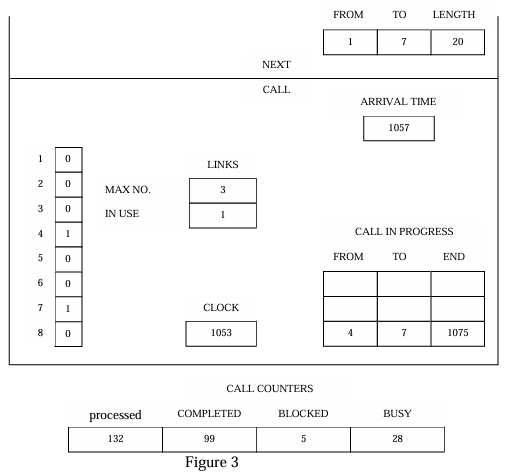 FROM TO LENGTH
1 7 20
NEXT
CALL
ARRIVAL TIME
1057
1 0
2 0
3 0
4 1
5 0
6 0
7 1
8 0
LINKS
MAX NO. 3
IN USE 1
CLOCK
1053
CALL IN PROGRESS
FROM TO END
4 7 1075
CALL COUNTERS
processed COMPLETED BLOCKED BUSY
132 99 5 28
Figure 3